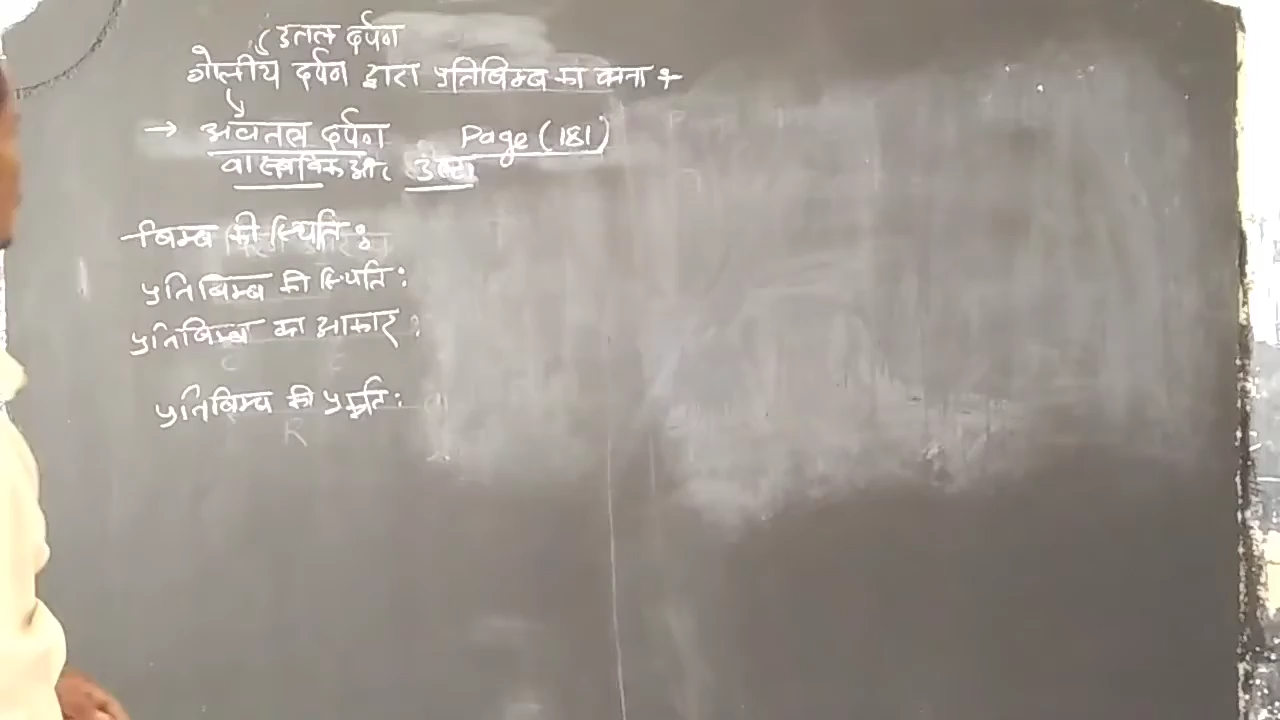 उत्तल दर्पण
गोलीय दर्पण द्वारा प्रतिबिम्ब का बनना
→ अवतल दर्पण Page (181)
वास्तविक और उल्टा
बिम्ब की स्थिति :
प्रतिबिम्ब की स्थिति :
प्रतिबिम्ब का आकार :
प्रतिबिम्ब की प्रकृति :
R